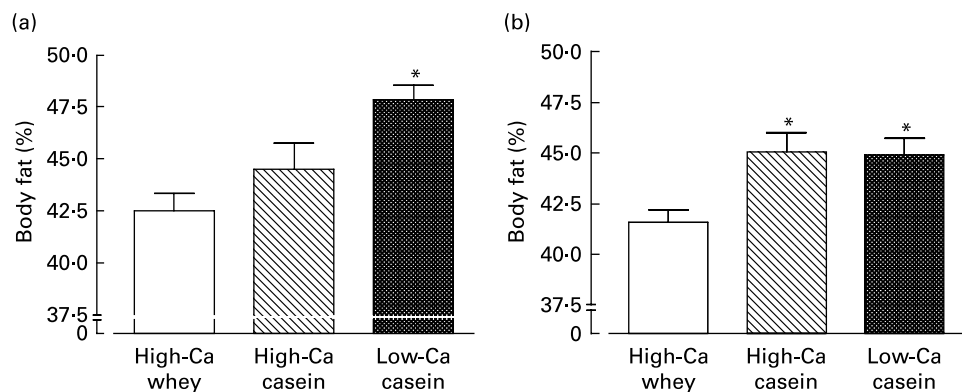 (a)
Body fat (%)
50·0
47·5
45·0
42·5
40·0
37·5
0
*
High-Ca whey
High-Ca casein
Low-Ca casein
(b)
Body fat (%)
50·0
47·5
45·0
42·5
40·0
37·5
0
*
*
High-Ca whey
High-Ca casein
Low-Ca casein